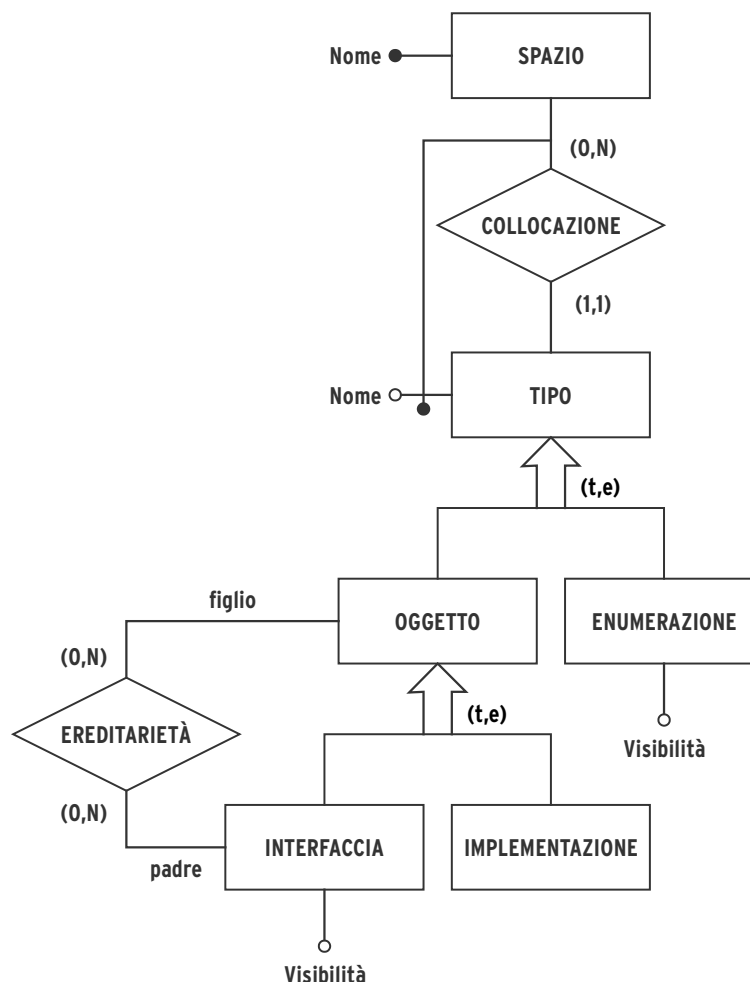 Nome
SPAZIO
(0,N)
COLLOCAZIONE
(1,1)
Nome
TIPO
(t,e)
figlio
OGGETTO
ENUMERAZIONE
(0,N)
(t,e)
EREDITARIETÀ
Visibilità
(0,N)
INTERFACCIA
IMPLEMENTAZIONE
padre
Visibilità